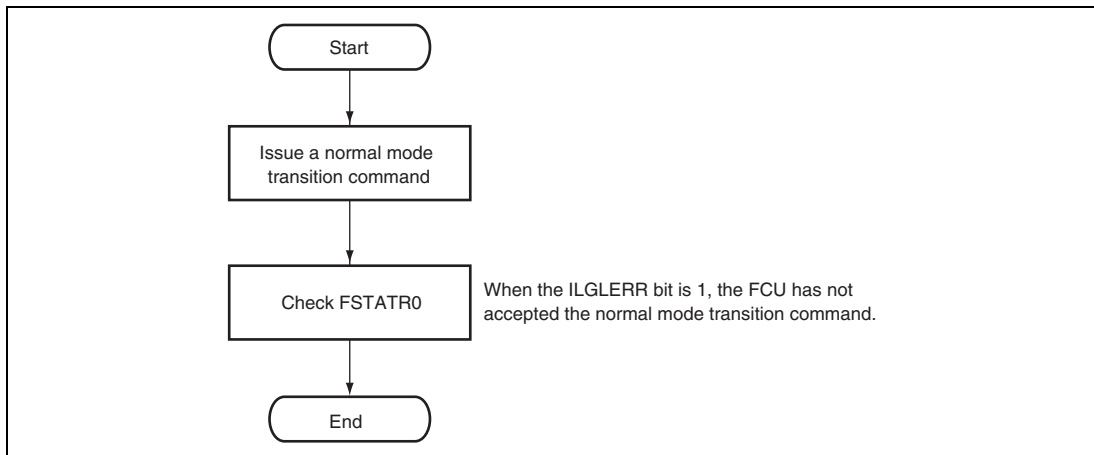 Start
Issue a normal mode
transition command
Check FSTATR0
When the ILGLERR bit is 1, the FCU has not
accepted the normal mode transition command.
End